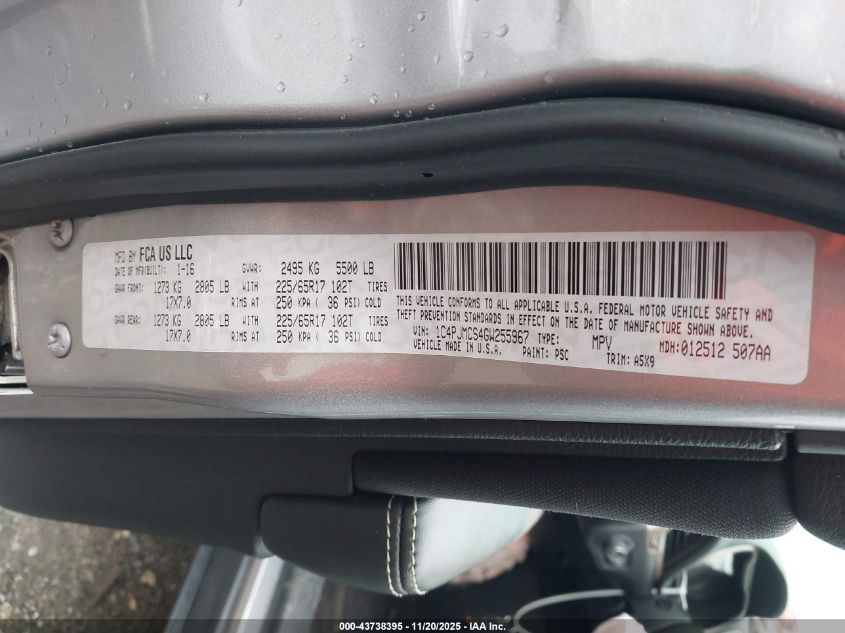 MFD BY FCA US LLC
DATE OF MFR(BUILT): 1-16 GVWR: 2495 KG 5500 LB
GAWR FRONT: 1273 KG 2805 LB WITH 225/65R17 102T TIRES
17X7.0 RIMS AT 250 KPA ( 36 PSI) COLD
GAWR REAR: 1273 KG 2805 LB WITH 225/65R17 102T TIRES
17X7.0 RIMS AT 250 KPA ( 36 PSI) COLD
THIS VEHICLE CONFORMS TO ALL APPLICABLE U.S.A. FEDERAL MOTOR VEHICLE SAFETY AND
THEFT PREVENTION STANDARDS IN EFFECT ON THE DATE OF MANUFACTURE SHOWN ABOVE.
VIN: 1C4PJMCS4GW255967 TYPE: MPV MDH:012512 507AA
MADE IN U.S.A. PAINT: PSC TRIM: A5X9
000-43738395 - 11/20/2025 - IAA Inc.